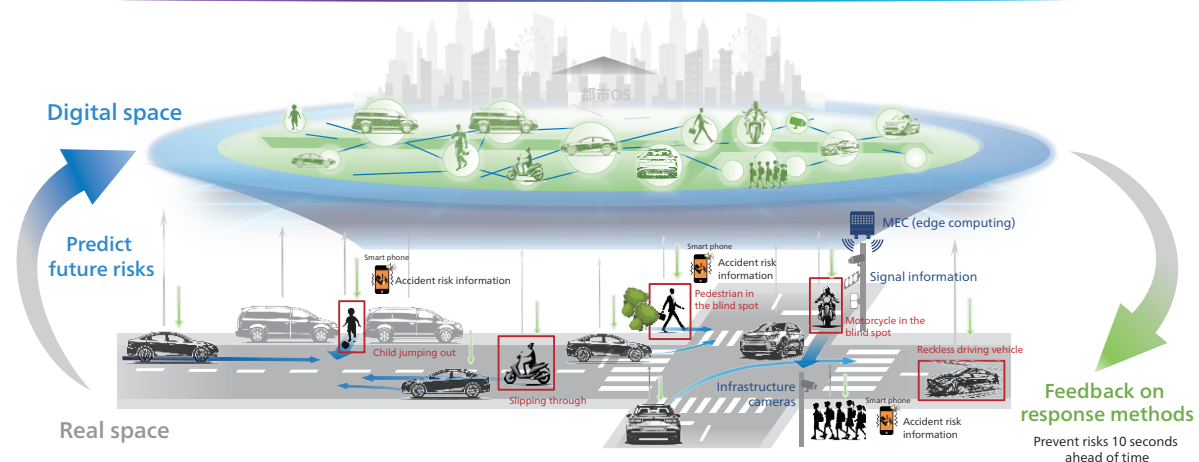 都市OS
Digital space
MEC (edge computing)
Predict
future risks
Smart phone
Accident risk information
Smart phone
Accident risk
information
Signal information
Pedestrian in
the blind spot
Motorcycle in the
blind spot
Child jumping out
Reckless driving vehicle
Slipping through
Infrastructure
cameras
Smart phone
Accident risk
information
Real space
Feedback on
response methods
Prevent risks 10 seconds
ahead of time